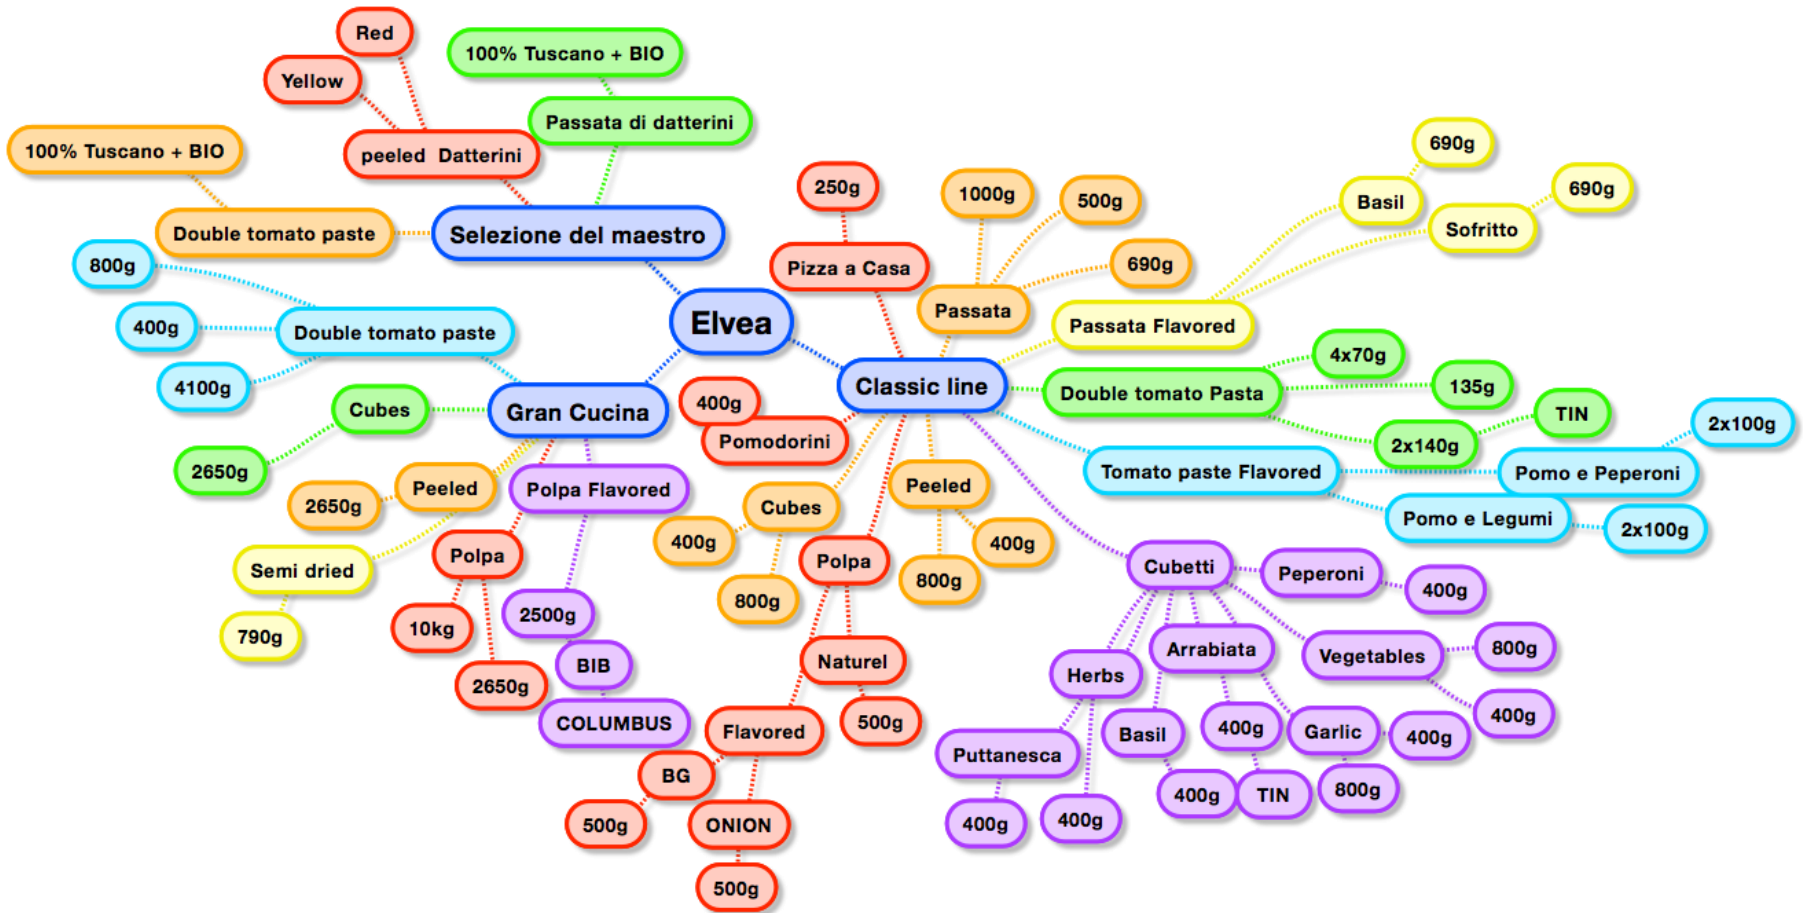 Red
100% Tuscano + BIO
Yellow
Passata di datterini
100% Tuscano + BIO
peeled Datterini
Double tomato paste
Selezione del maestro
800g
400g
Double tomato paste
4100g
Elvea
Cubes
Gran Cucina
2650g
2650g
Peeled
Polpa Flavored
Semi dried
790g
Polpa
10kg
2650g
2500g
BIB
COLUMBUS
250g
Pizza a Casa
1000g
500g
690g
Passata
690g
Basil
690g
Sofritto
Passata Flavored
Classic line
4x70g
Double tomato Pasta
135g
TIN
2x140g
400g
Pomodorini
Tomato paste Flavored
2x100g
Pomo e Peperoni
Pomo e Legumi
2x100g
Cubes
400g
800g
Peeled
400g
800g
Polpa
Naturel
500g
Flavored
BG
500g
ONION
500g
Cubetti
Peperoni
400g
Arrabiata
Vegetables
800g
400g
Herbs
Puttanesca
400g
400g
Basil
400g
400g
TIN
Garlic
400g
800g